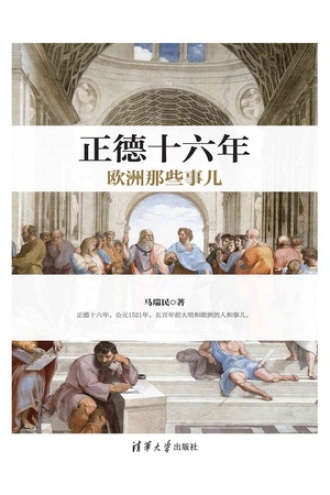 正德十六年
欧洲那些事儿
马瑞民◎著
正德十六年，公元1521年，五百年前大明和欧洲的人和事儿。
清华大学出版社